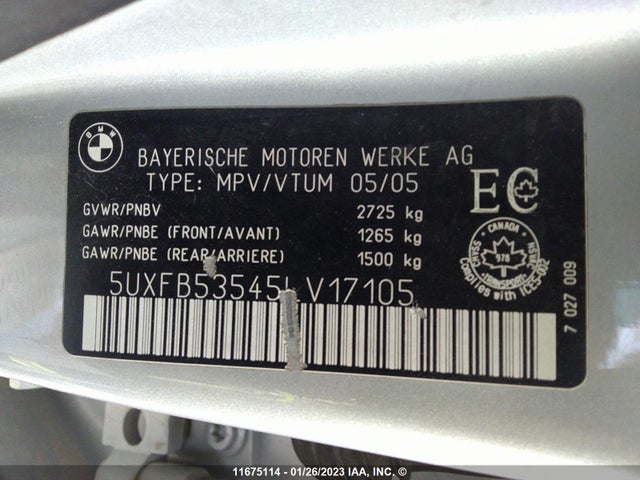 BMW
BAYERISCHE MOTOREN WERKE AG
TYPE: MPV/VTUM 05/05
EC
GVWR/PNBV 2725 kg
GAWR/PNBE (FRONT/AVANT) 1265 kg
GAWR/PNBE (REAR/ARRIERE) 1500 kg
CANADA
978
TRANSPORT
Complies with ICES-002
7 027 009
5UXFB53545LV17105
11675114 - 01/26/2023 IAA, INC. ©